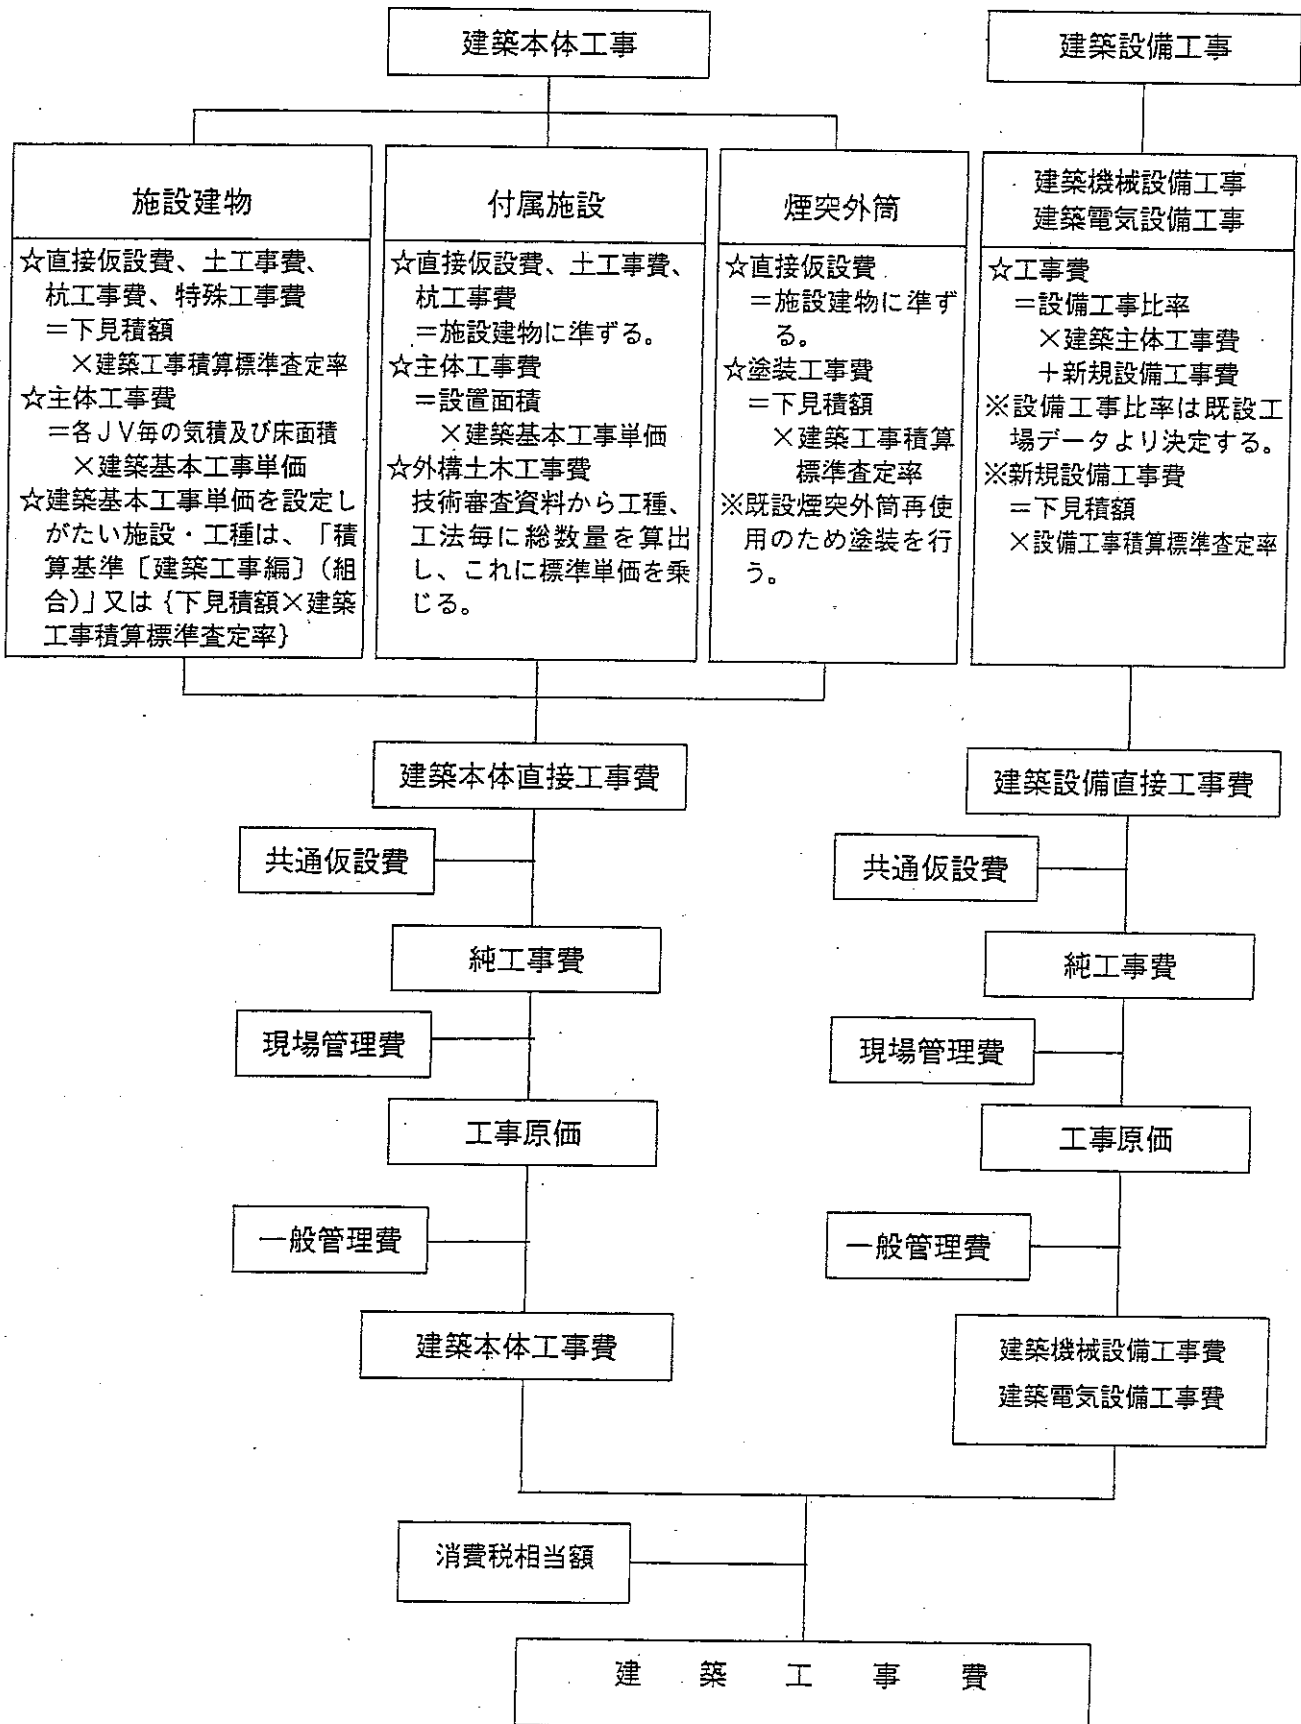 建築本体工事
建築設備工事
施設建物
☆直接仮設費、土工事費、
杭工事費、特殊工事費
＝下見積額
×建築工事積算標準査定率
☆主体工事費
＝各ＪＶ毎の気積及び床面積
×建築基本工事単価
☆建築基本工事単価を設定し
がたい施設・工種は、「積
算基準［建築工事編］（組
合）」又は｛下見積額×建築
工事積算標準査定率｝
付属施設
☆直接仮設費、土工事費、
杭工事費
＝施設建物に準ずる。
☆主体工事費
＝設置面積
×建築基本工事単価
☆外構土木工事費
技術審査資料から工種、
工法毎に総数量を算出
し、これに標準単価を乗
じる。
煙突外筒
☆直接仮設費
＝施設建物に準ず
る。
☆塗装工事費
＝下見積額
×建築工事積算
標準査定率
※既設煙突外筒再使
用のため塗装を行
う。
建築機械設備工事
建築電気設備工事
☆工事費
＝設備工事比率
×建築主体工事費
＋新規設備工事費
※設備工事比率は既設工
場データより決定する。
※新規設備工事費
＝下見積額
×設備工事積算標準査定率
建築本体直接工事費
建築設備直接工事費
共通仮設費
共通仮設費
純工事費
純工事費
現場管理費
現場管理費
工事原価
工事原価
一般管理費
一般管理費
建築本体工事費
建築機械設備工事費
建築電気設備工事費
消費税相当額
建築工事費